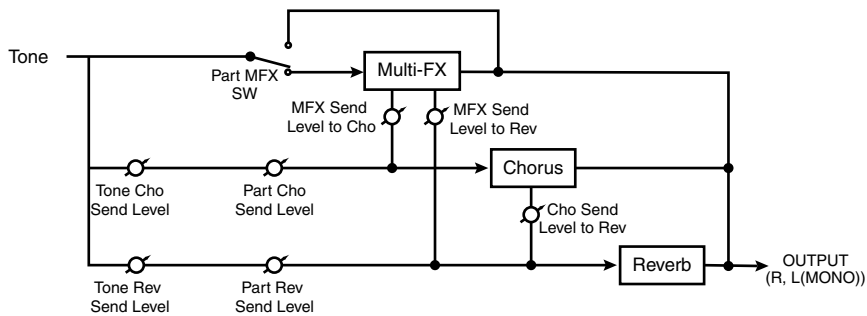 Tone
Part MFX
SW
Multi-FX
MFX Send
Level to Cho
MFX Send
Level to Rev
Tone Cho
Send Level
Part Cho
Send Level
Chorus
Cho Send
Level to Rev
Tone Rev
Send Level
Part Rev
Send Level
Reverb
OUTPUT
(R, L(MONO))